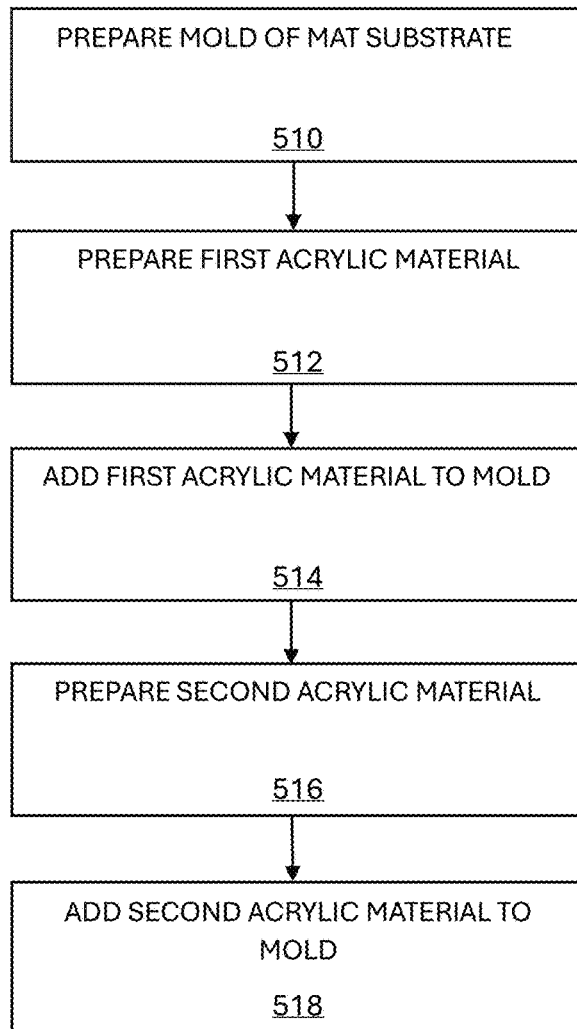 PREPARE MOLD OF MAT SUBSTRATE
510
PREPARE FIRST ACRYLIC MATERIAL
512
ADD FIRST ACRYLIC MATERIAL TO MOLD
514
PREPARE SECOND ACRYLIC MATERIAL
516
ADD SECOND ACRYLIC MATERIAL TO
MOLD
518